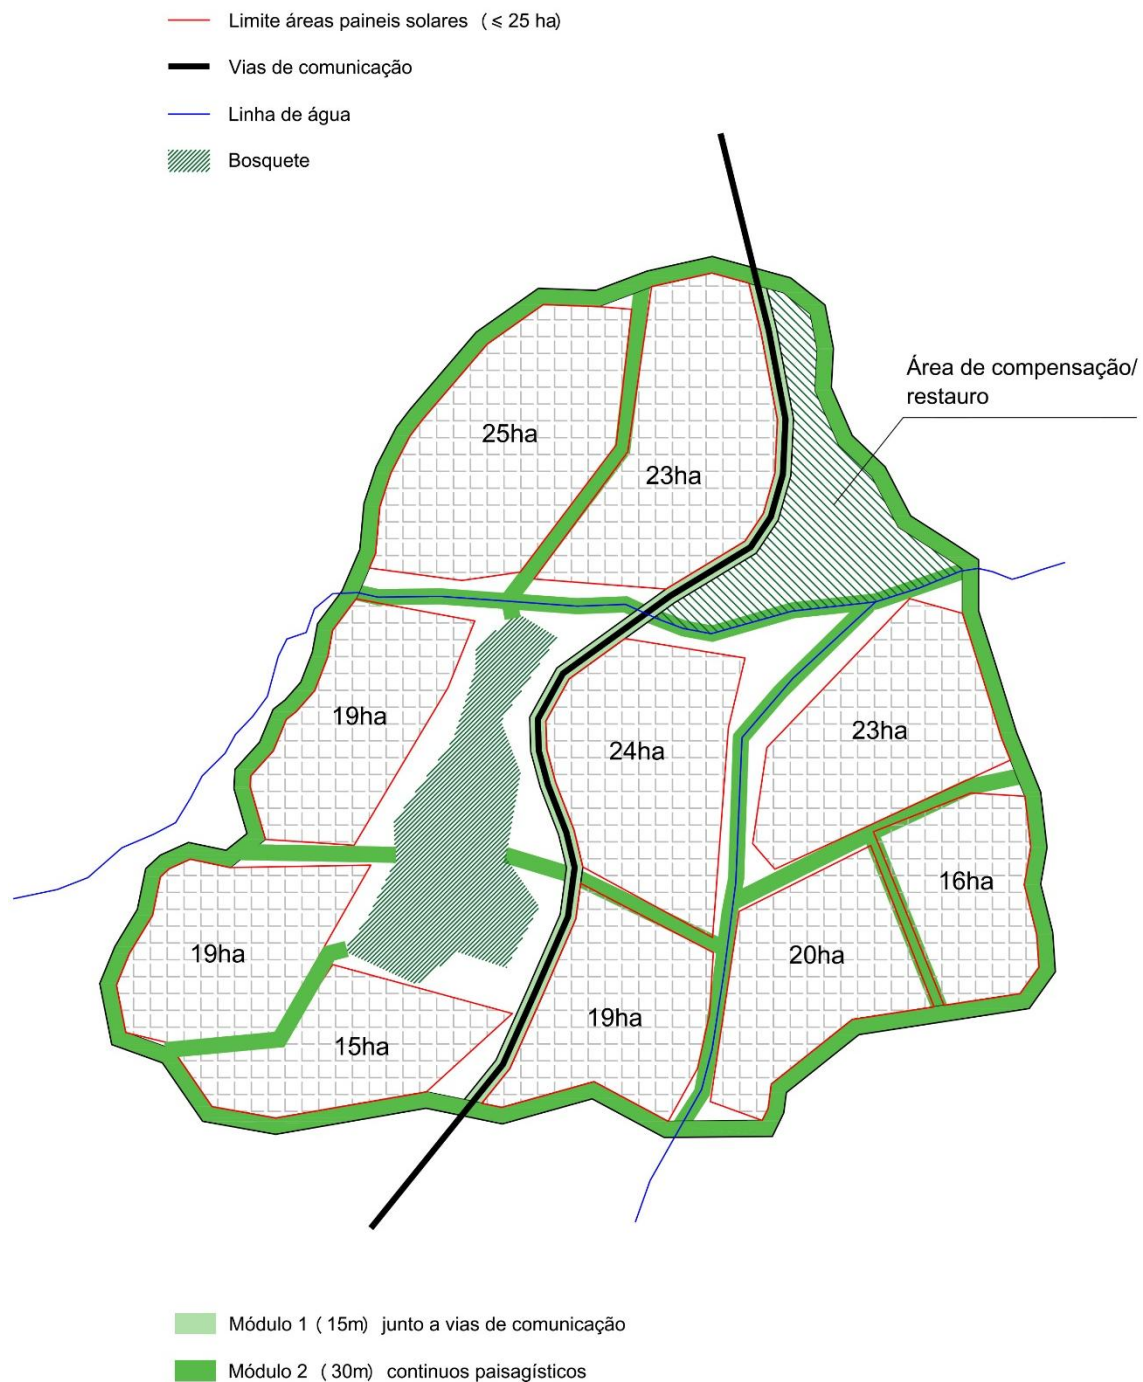 Limite áreas paineis solares (≤ 25 ha)
Vias de comunicação
Linha de água
Bosquete
Área de compensação/
restauro
25ha
23ha
19ha
24ha
23ha
16ha
19ha
20ha
19ha
15ha
Módulo 1 (15m) junto a vias de comunicação
Módulo 2 (30m) continuos paisagísticos